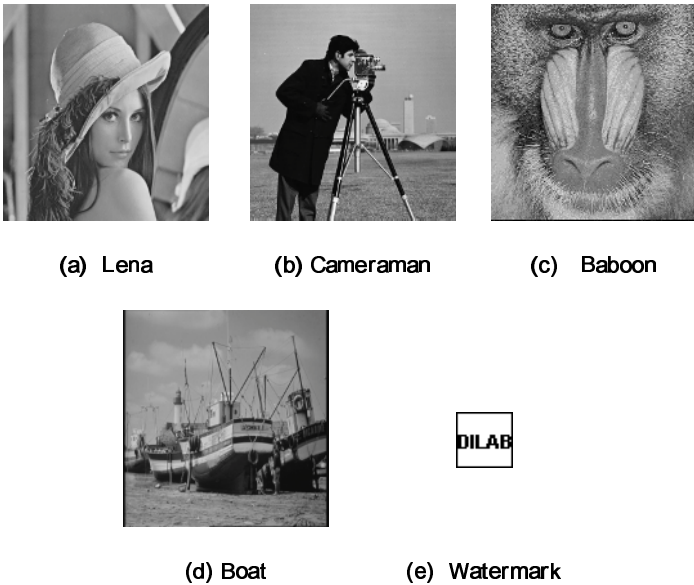 (a) Lena
(b) Cameraman
(c) Baboon
DILAB
(d) Boat
(e) Watermark